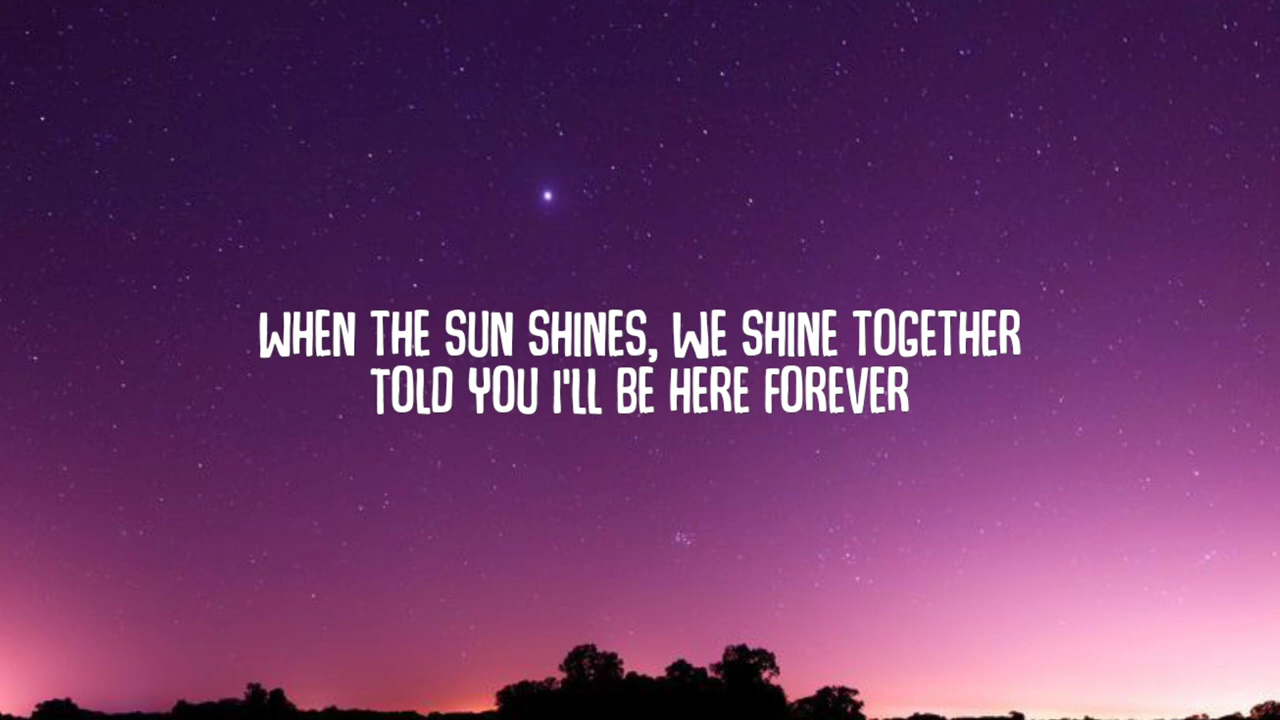 WHEN THE SUN SHINES, WE SHINE TOGETHER
TOLD YOU I'LL BE HERE FOREVER